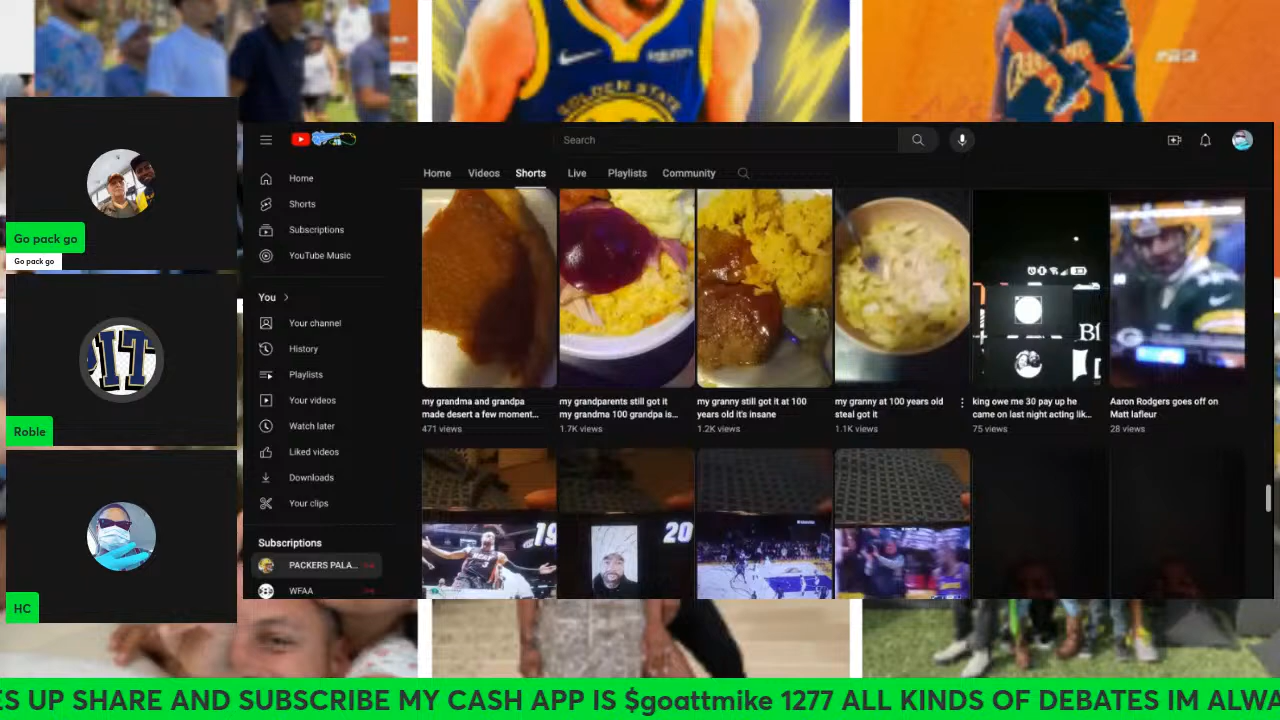 GOLDEN STATE
Search
Home Videos Shorts Live Playlists Community
Home
Shorts
Subscriptions
YouTube Music
You
Your channel
History
Playlists
Your videos
Watch later
Liked videos
Downloads
Your clips
Subscriptions
PACKERS PALA...
WFAA
my grandma and grandpa
made desert a few moment...
471 views
my grandparents still got it
my grandma 100 grandpa is...
1.7K views
my granny still got it at 100
years old it's insane
1.2K views
my granny at 100 years old
steal got it
1.1K views
king owe me 30 pay up he
came on last night acting lik...
75 views
Aaron Rodgers goes off on
Matt lafleur
28 views
Bl
19
20
Go pack go
Go pack go
Roble
HC
ES UP SHARE AND SUBSCRIBE MY CASH APP IS $goattmike 1277 ALL KINDS OF DEBATES IM ALWA